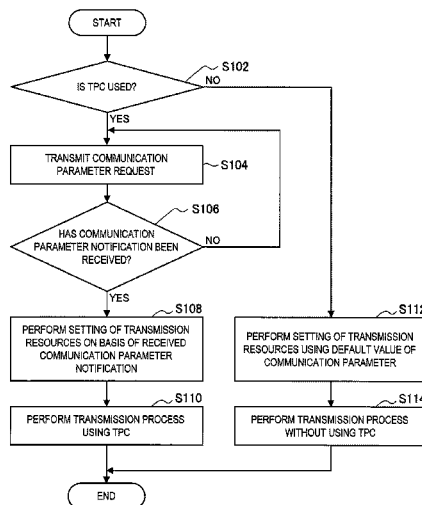 START
S102
IS TPC USED?
NO
YES
TRANSMIT COMMUNICATION
PARAMETER REQUEST
S104
S106
HAS COMMUNICATION
PARAMETER NOTIFICATION BEEN
RECEIVED?
NO
YES
S108
PERFORM SETTING OF TRANSMISSION
RESOURCES ON BASIS OF RECEIVED
COMMUNICATION PARAMETER
NOTIFICATION
S112
PERFORM SETTING OF TRANSMISSION
RESOURCES USING DEFAULT VALUE OF
COMMUNICATION PARAMETER
S110
PERFORM TRANSMISSION PROCESS
USING TPC
S114
PERFORM TRANSMISSION PROCESS
WITHOUT USING TPC
END